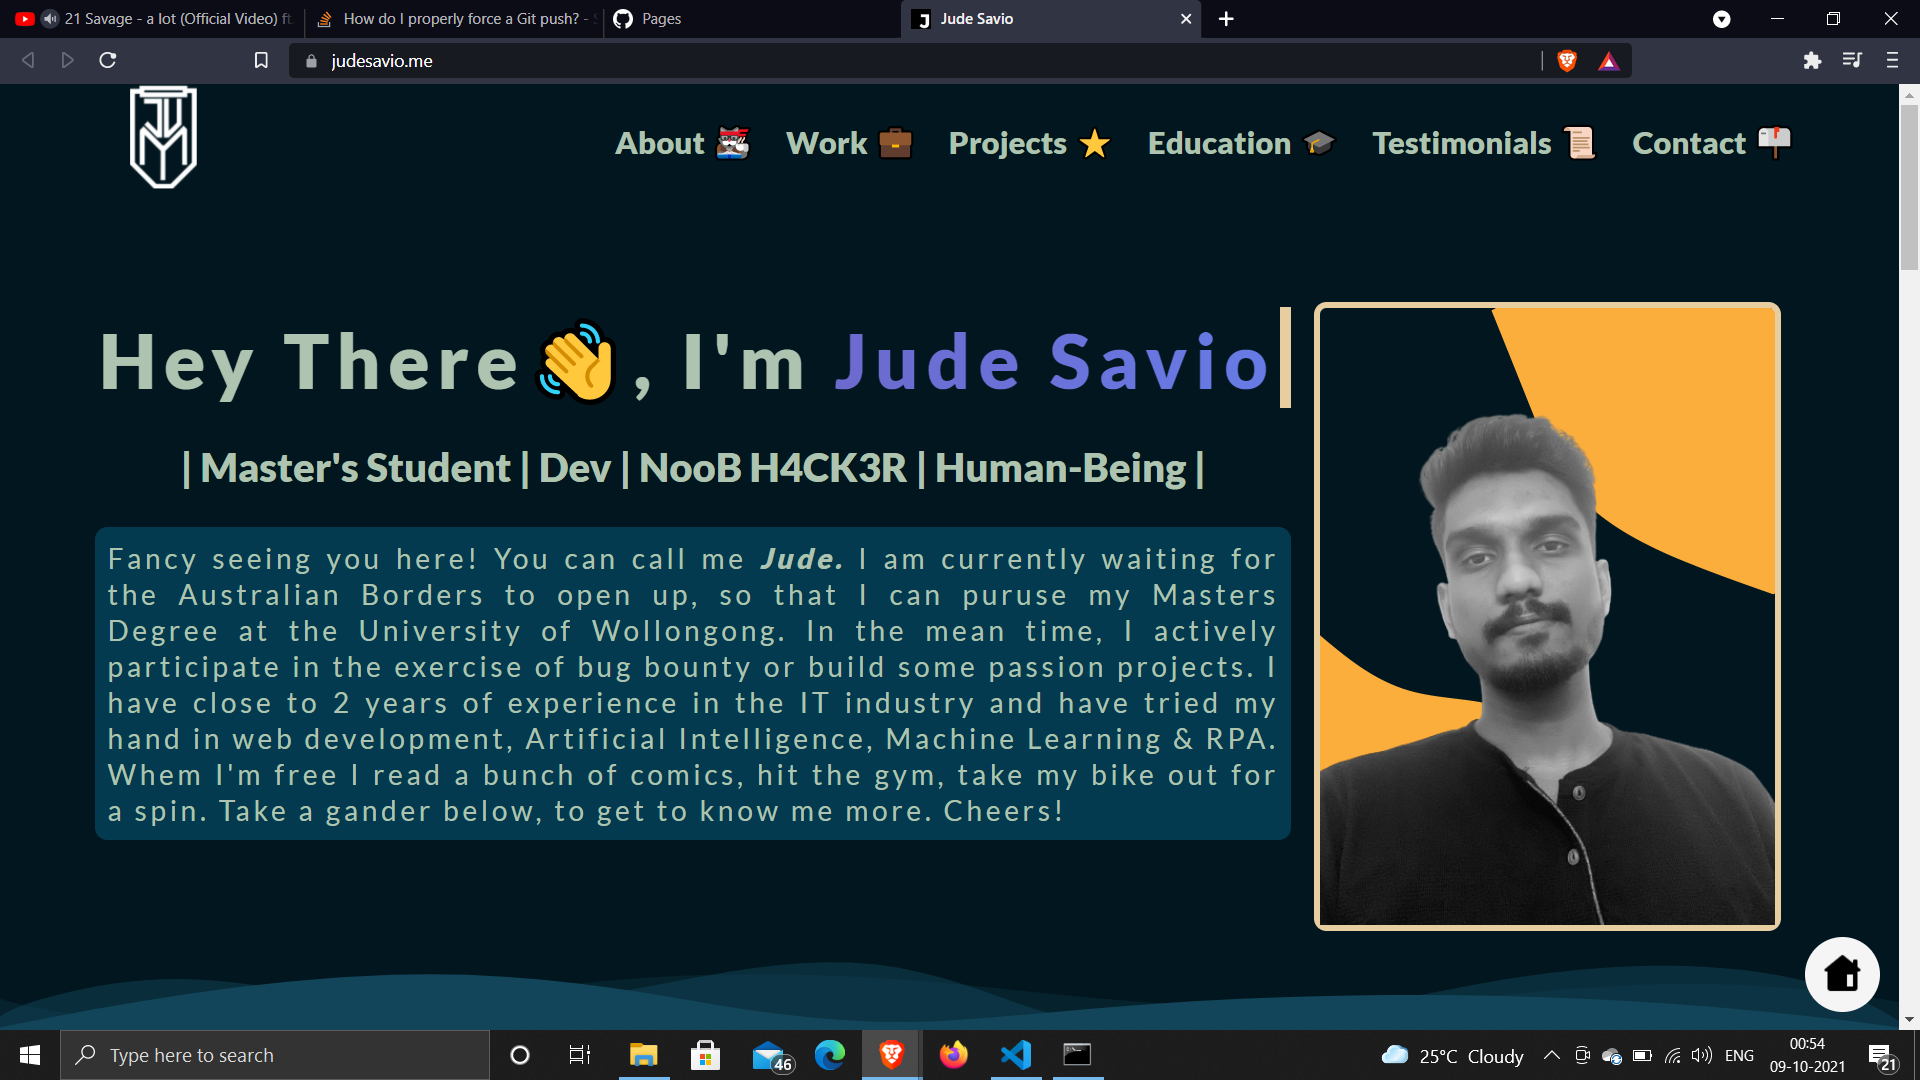 21 Savage - a lot (Official Video) ft
How do I properly force a Git push? - S
Pages
Jude Savio
judesavio.me
About Work Projects Education Testimonials Contact
Hey There , I'm Jude Savio
| Master's Student | Dev | NooB H4CK3R | Human-Being |
Fancy seeing you here! You can call me Jude. I am currently waiting for
the Australian Borders to open up, so that I can puruse my Masters
Degree at the University of Wollongong. In the mean time, I actively
participate in the exercise of bug bounty or build some passion projects. I
have close to 2 years of experience in the IT industry and have tried my
hand in web development, Artificial Intelligence, Machine Learning & RPA.
Whem I'm free I read a bunch of comics, hit the gym, take my bike out for
a spin. Take a gander below, to get to know me more. Cheers!
Type here to search
46
25°C Cloudy
ENG
00:54
09-10-2021
21